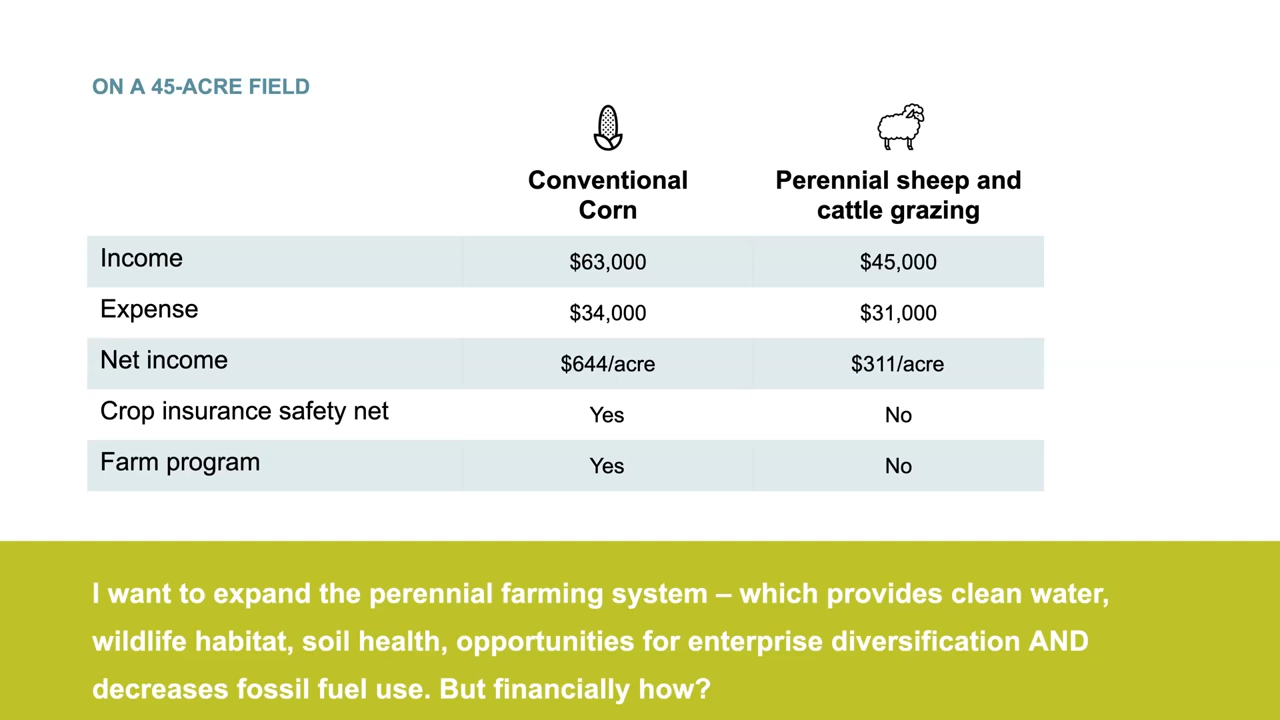 ON A 45-ACRE FIELD
Conventional
Corn
Perennial sheep and
cattle grazing
Income $63,000 $45,000
Expense $34,000 $31,000
Net income $644/acre $311/acre
Crop insurance safety net Yes No
Farm program Yes No
I want to expand the perennial farming system – which provides clean water,
wildlife habitat, soil health, opportunities for enterprise diversification AND
decreases fossil fuel use. But financially how?